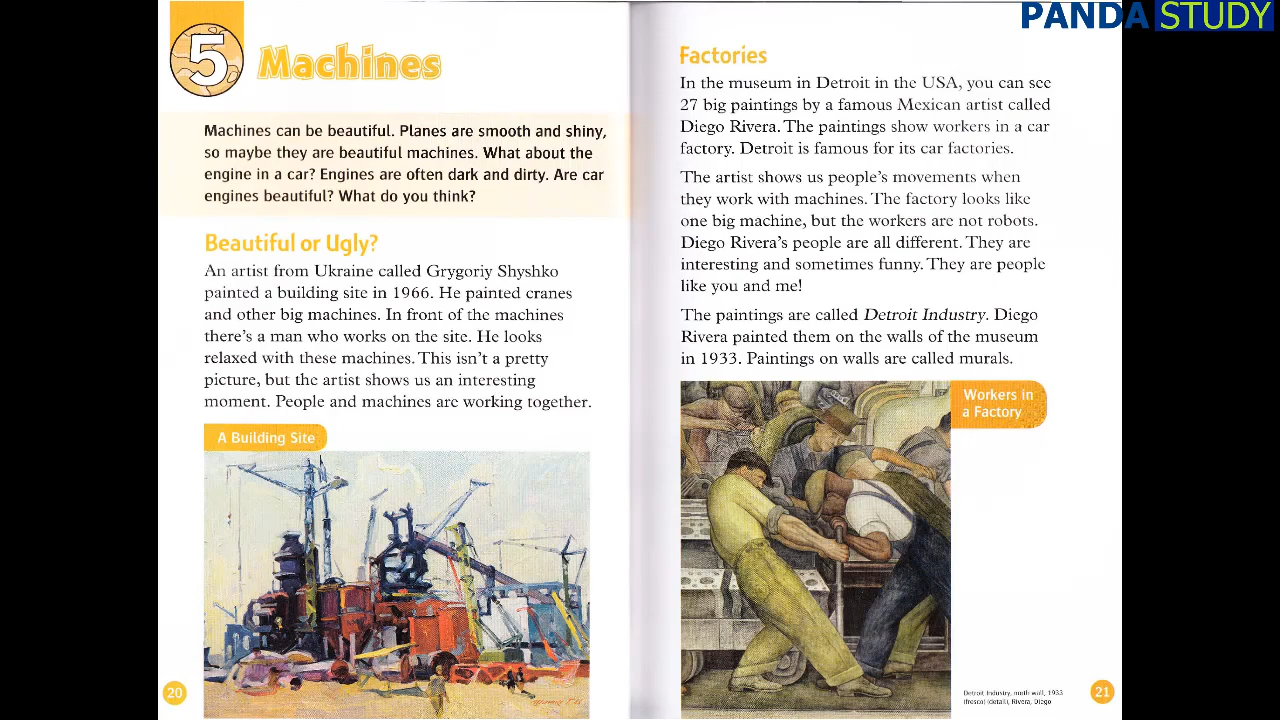 PANDA STUDY
5 Machines
Machines can be beautiful. Planes are smooth and shiny,
so maybe they are beautiful machines. What about the
engine in a car? Engines are often dark and dirty. Are car
engines beautiful? What do you think?
Beautiful or Ugly?
An artist from Ukraine called Grygoriy Shyshko
painted a building site in 1966. He painted cranes
and other big machines. In front of the machines
there's a man who works on the site. He looks
relaxed with these machines. This isn't a pretty
picture, but the artist shows us an interesting
moment. People and machines are working together.
A Building Site
20
Factories
In the museum in Detroit in the USA, you can see
27 big paintings by a famous Mexican artist called
Diego Rivera. The paintings show workers in a car
factory. Detroit is famous for its car factories.
The artist shows us people's movements when
they work with machines. The factory looks like
one big machine, but the workers are not robots.
Diego Rivera's people are all different. They are
interesting and sometimes funny. They are people
like you and me!
The paintings are called Detroit Industry. Diego
Rivera painted them on the walls of the museum
in 1933. Paintings on walls are called murals.
Workers in
a Factory
Detroit Industry, north wall, 1933
(fresco) (detail), Rivera, Diego
21